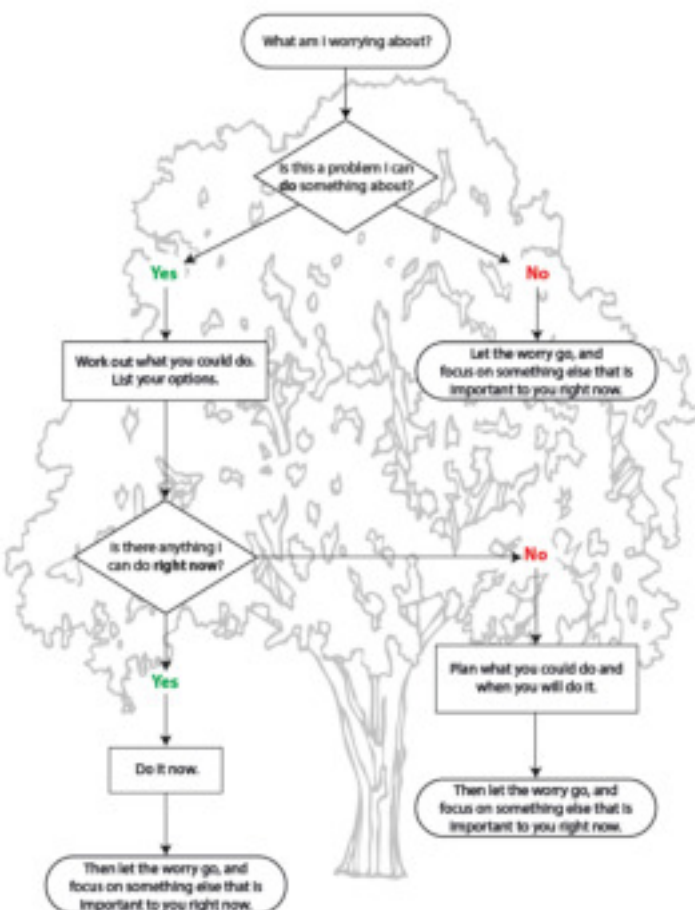 What am I worrying about?
Is this a problem I can
do something about?
Yes
No
Work out what you could do.
List your options.
Let the worry go, and
focus on something else that is
important to you right now.
Is there anything I
can do right now?
No
Yes
Plan what you could do and
when you will do it.
Do it now.
Then let the worry go, and
focus on something else that is
important to you right now.
Then let the worry go, and
focus on something else that is
important to you right now.